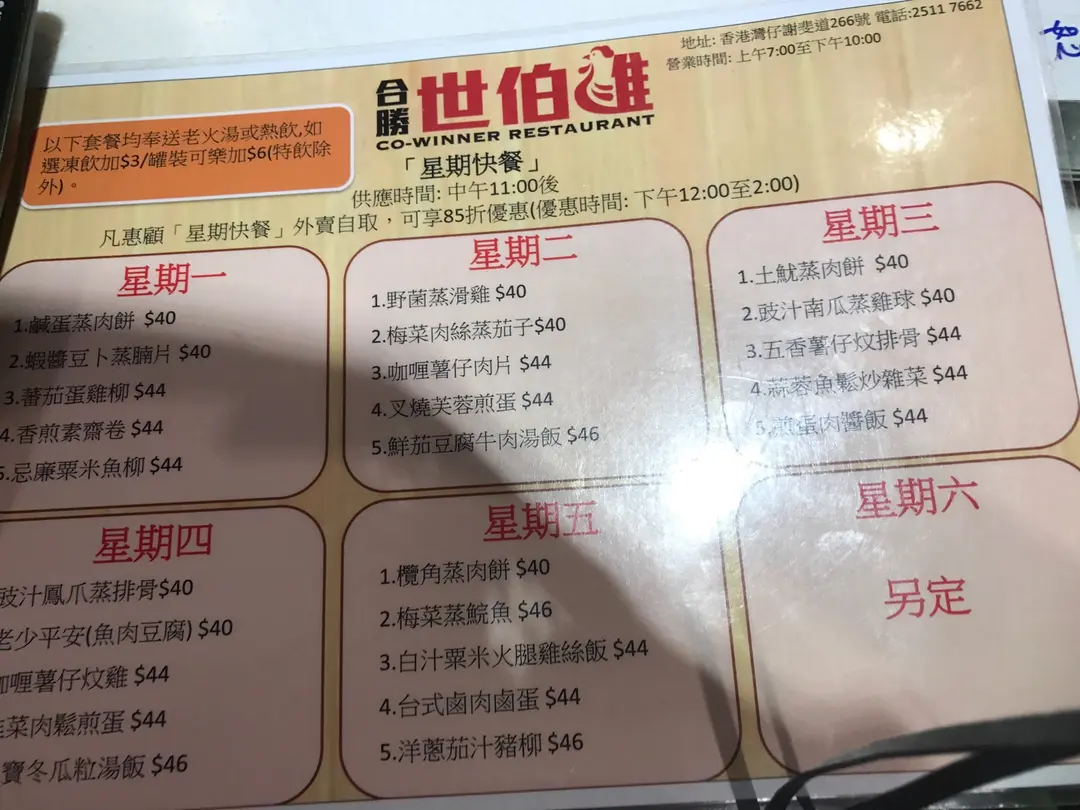 地址: 香港灣仔謝斐道266號 電話:2511 7662
營業時間: 上午7:00至下午10:00
合勝 世伯雞
CO-WINNER RESTAURANT
以下套餐均奉送老火湯或熱飲,如
選凍飲加$3/罐裝可樂加$6(特飲除
外)。
「星期快餐」
供應時間: 中午11:00後
凡惠顧「星期快餐」外賣自取，可享85折優惠(優惠時間: 下午12:00至2:00)
星期一
1.鹹蛋蒸肉餅 $40
2.蝦醬豆卜蒸腩片 $40
3.蕃茄蛋雞柳 $44
4.香煎素齋卷 $44
5.忌廉粟米魚柳 $44
星期二
1.野菌蒸滑雞 $40
2.梅菜肉絲蒸茄子$40
3.咖喱薯仔肉片 $44
4.叉燒芙蓉煎蛋 $44
5.鮮茄豆腐牛肉湯飯 $46
星期三
1.土魷蒸肉餅 $40
2.豉汁南瓜蒸雞球 $40
3.五香薯仔炆排骨 $44
4.蒜蓉魚鬆炒雜菜 $44
5.煎蛋肉醬飯 $44
星期四
豉汁鳳爪蒸排骨$40
老少平安(魚肉豆腐) $40
咖喱薯仔炆雞 $44
菜肉鬆煎蛋 $44
寶冬瓜粒湯飯 $46
星期五
1.欖角蒸肉餅 $40
2.梅菜蒸鯇魚 $46
3.白汁粟米火腿雞絲飯 $44
4.台式鹵肉鹵蛋 $44
5.洋蔥茄汁豬柳 $46
星期六
另定